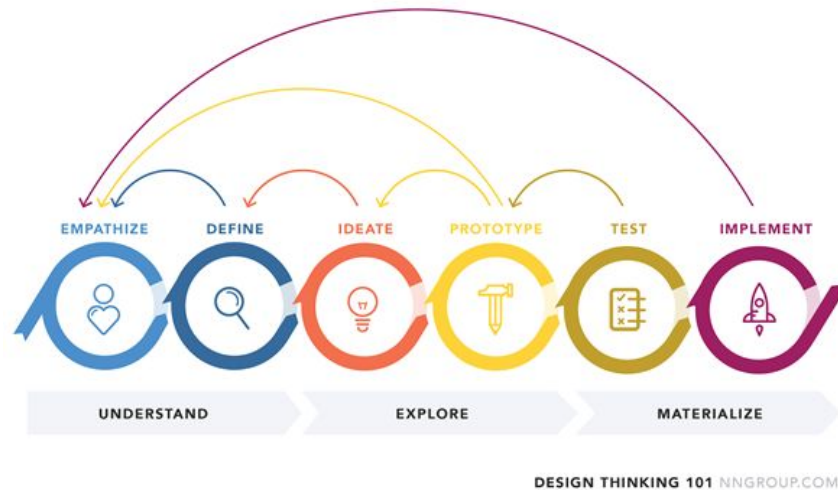 EMPATHIZE DEFINE IDEATE PROTOTYPE TEST IMPLEMENT
UNDERSTAND EXPLORE MATERIALIZE
DESIGN THINKING 101 NNGROUP.COM